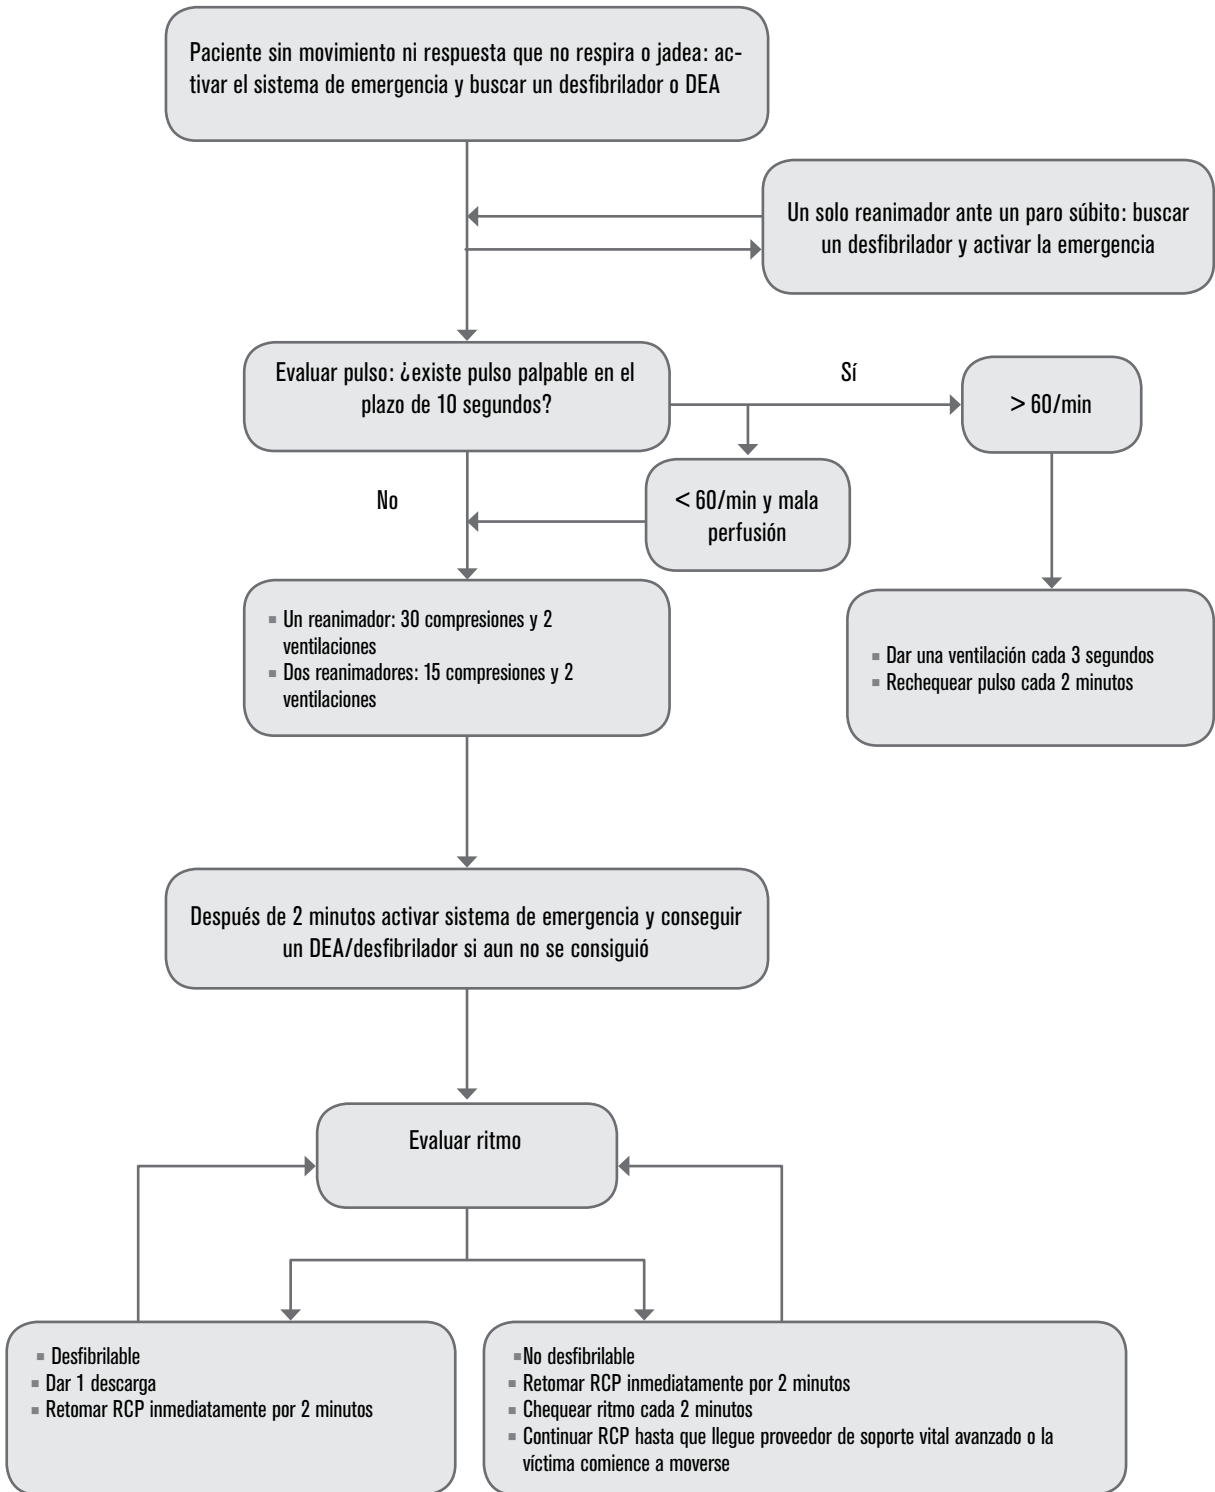 Paciente sin movimiento ni respuesta que no respira o jadea: ac-
tivar el sistema de emergencia y buscar un desfibrilador o DEA
Un solo reanimador ante un paro súbito: buscar
un desfibrilador y activar la emergencia
Evaluar pulso: ¿existe pulso palpable en el
plazo de 10 segundos?
Sí
> 60/min
No
< 60/min y mala
perfusión
▪ Un reanimador: 30 compresiones y 2
ventilaciones
▪ Dos reanimadores: 15 compresiones y 2
ventilaciones
▪ Dar una ventilación cada 3 segundos
▪ Rechequear pulso cada 2 minutos
Después de 2 minutos activar sistema de emergencia y conseguir
un DEA/desfibrilador si aun no se consiguió
Evaluar ritmo
▪ Desfibrilable
▪ Dar 1 descarga
▪ Retomar RCP inmediatamente por 2 minutos
▪No desfibrilable
▪ Retomar RCP inmediatamente por 2 minutos
▪ Chequear ritmo cada 2 minutos
▪ Continuar RCP hasta que llegue proveedor de soporte vital avanzado o la
víctima comience a moverse